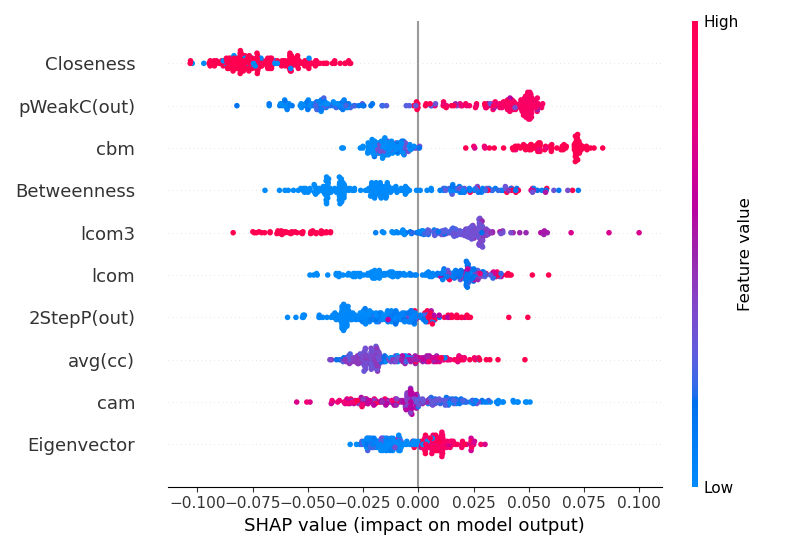 High
Closeness
pWeakC(out)
cbm
Betweenness
lcom3
lcom
2StepP(out)
avg(cc)
cam
Eigenvector
Feature value
Low
−0.100 −0.075 −0.050 −0.025 0.000 0.025 0.050 0.075 0.100
SHAP value (impact on model output)